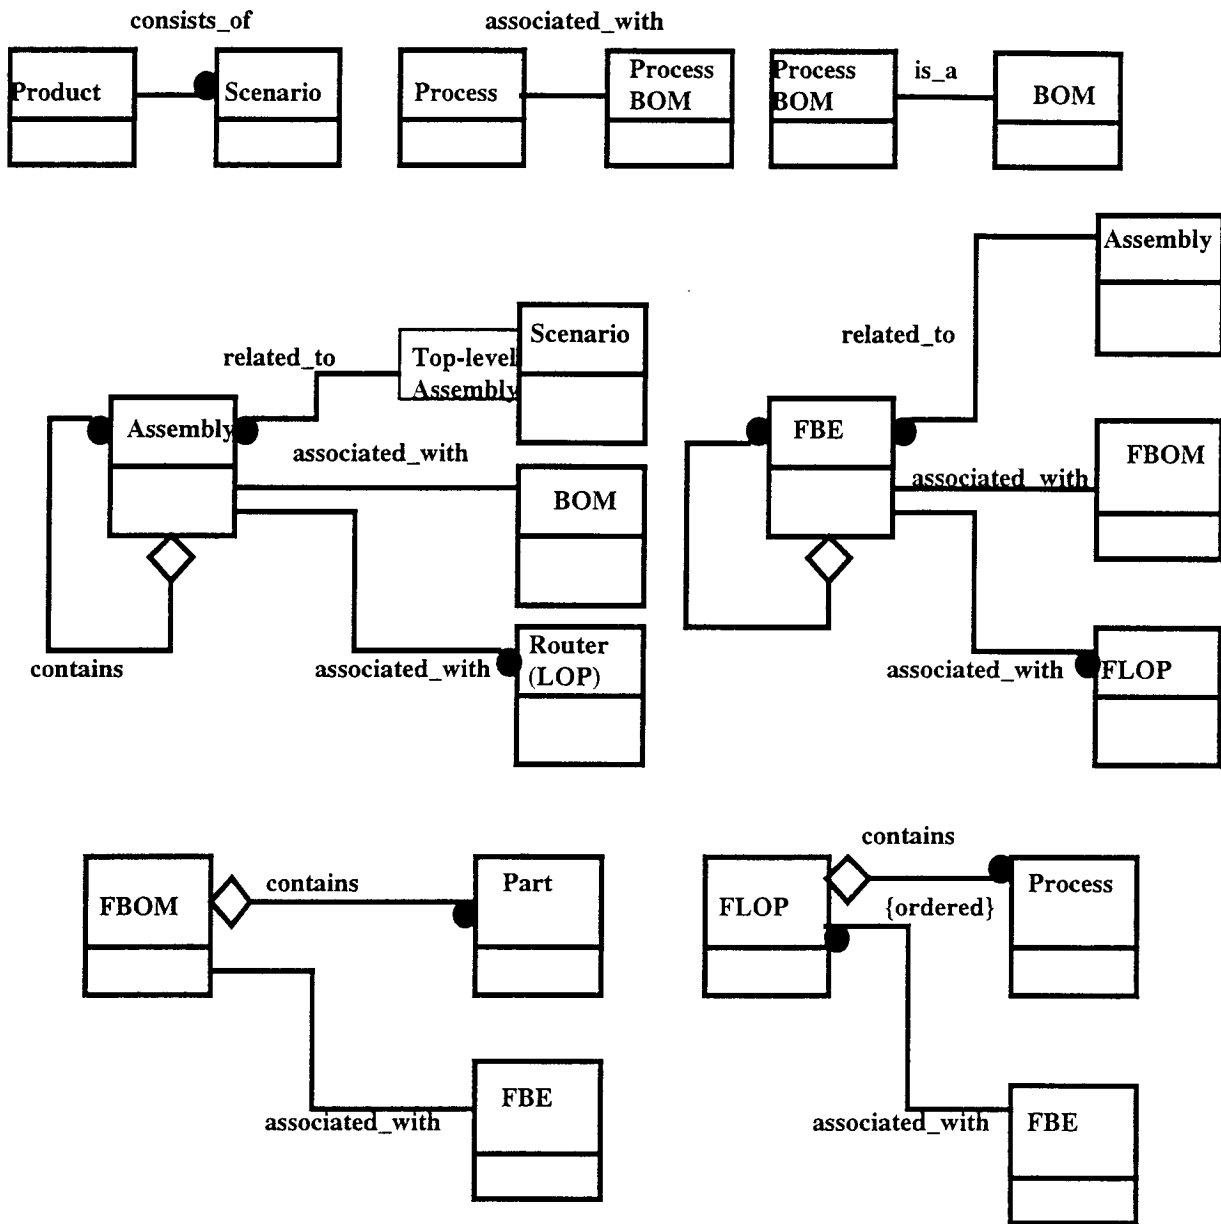 consists_of
associated_with
Product
Scenario
Process
Process
BOM
Process
BOM
is_a
BOM
Assembly
related_to
Scenario
related_to
Top-level
Assembly
Assembly
associated_with
BOM
FBE
FBOM
associated_with
Router
(LOP)
contains
associated_with
associated_with
FLOP
contains
FBOM
contains
Part
FLOP
{ordered}
Process
FBE
associated_with
associated_with
FBE